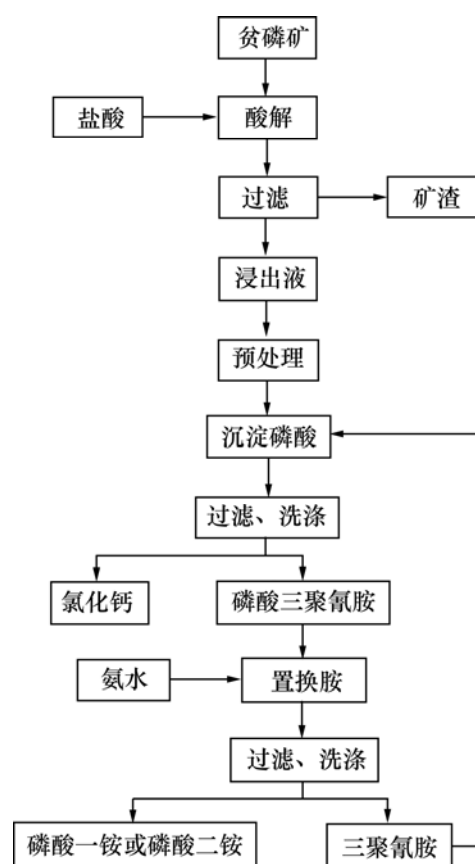 贫磷矿
盐酸
酸解
过滤
矿渣
浸出液
预处理
沉淀磷酸
过滤、洗涤
氯化钙
磷酸三聚氰胺
氨水
置换胺
过滤、洗涤
磷酸一铵或磷酸二铵
三聚氰胺